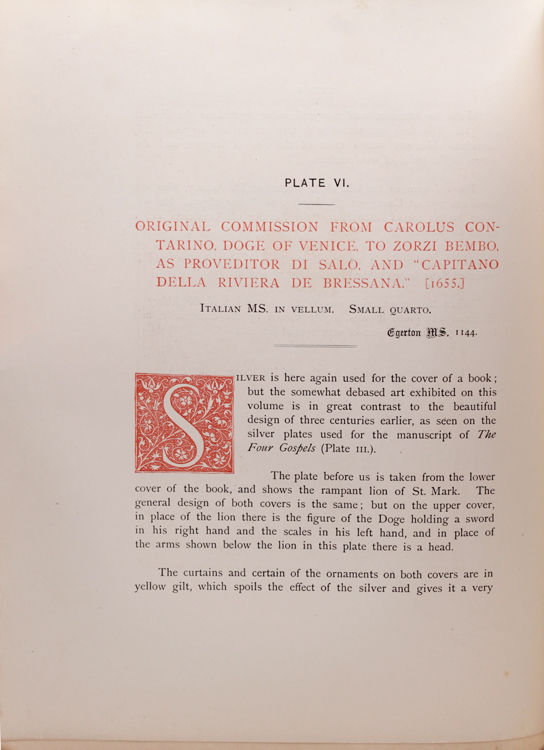 PLATE VI.
ORIGINAL COMMISSION FROM CAROLUS CON-
TARINO, DOGE OF VENICE, TO ZORZI BEMBO,
AS PROVEDITOR DI SALO, AND "CAPITANO
DELLA RIVIERA DE BRESSANA." [1655.]
ITALIAN MS. IN VELLUM. SMALL QUARTO.
Egerton MS. 1144.
SILVER is here again used for the cover of a book;
but the somewhat debased art exhibited on this
volume is in great contrast to the beautiful
design of three centuries earlier, as seen on the
silver plates used for the manuscript of The
Four Gospels (Plate III.).
The plate before us is taken from the lower
cover of the book, and shows the rampant lion of St. Mark. The
general design of both covers is the same; but on the upper cover,
in place of the lion there is the figure of the Doge holding a sword
in his right hand and the scales in his left hand, and in place of
the arms shown below the lion in this plate there is a head.
The curtains and certain of the ornaments on both covers are in
yellow gilt, which spoils the effect of the silver and gives it a very